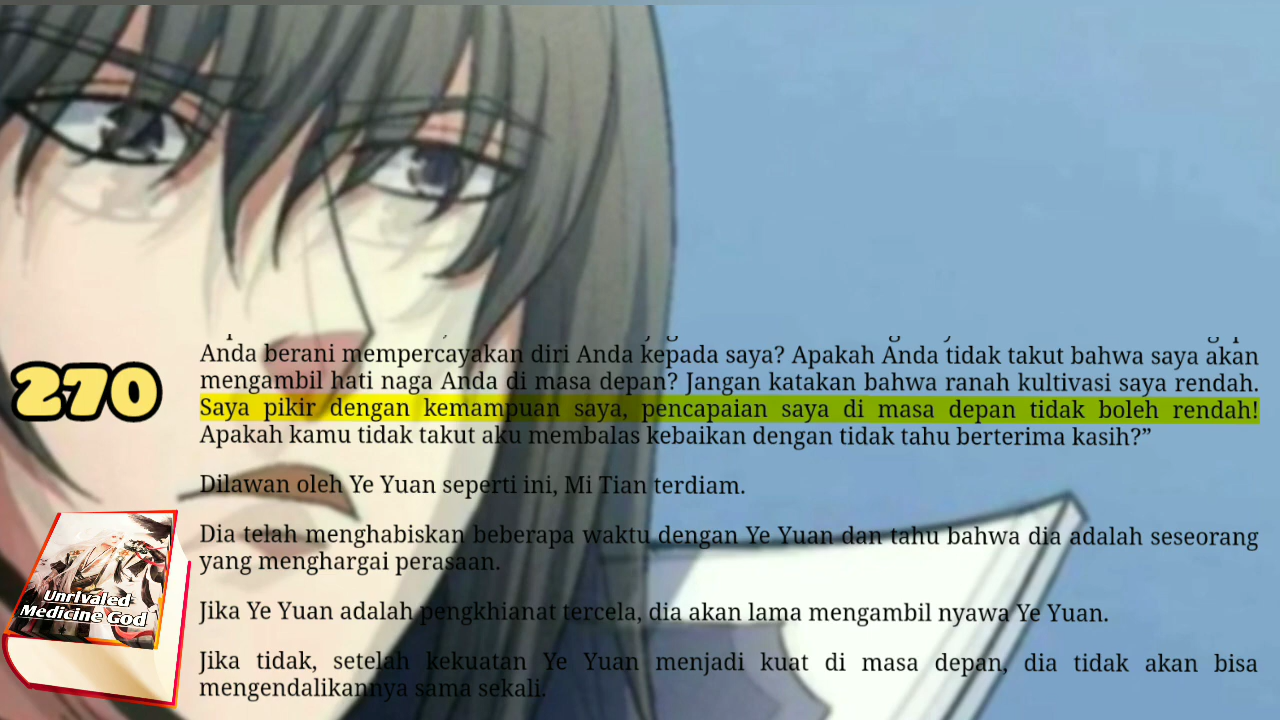 Anda berani mempercayakan diri Anda kepada saya? Apakah Anda tidak takut bahwa saya akan
mengambil hati naga Anda di masa depan? Jangan katakan bahwa ranah kultivasi saya rendah.
Saya pikir dengan kemampuan saya, pencapaian saya di masa depan tidak boleh rendah!
Apakah kamu tidak takut aku membalas kebaikan dengan tidak tahu berterima kasih?”
270
Dilawan oleh Ye Yuan seperti ini, Mi Tian terdiam.
Dia telah menghabiskan beberapa waktu dengan Ye Yuan dan tahu bahwa dia adalah seseorang
yang menghargai perasaan.
Jika Ye Yuan adalah pengkhianat tercela, dia akan lama mengambil nyawa Ye Yuan.
Jika tidak, setelah kekuatan Ye Yuan menjadi kuat di masa depan, dia tidak akan bisa
mengendalikannya sama sekali.
Unrivaled
Medicine God